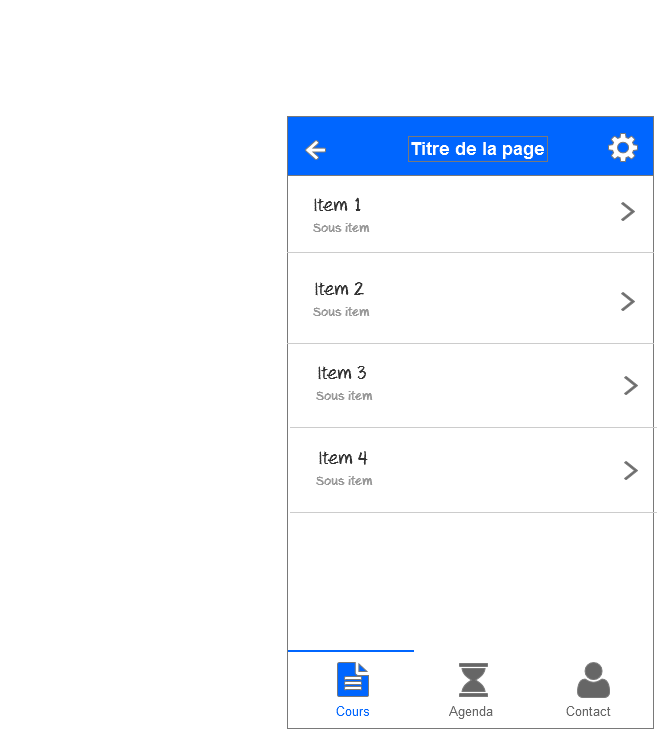 Titre de la page
Item 1
Sous item
Item 2
Sous item
Item 3
Sous item
Item 4
Sous item
Cours Agenda Contact